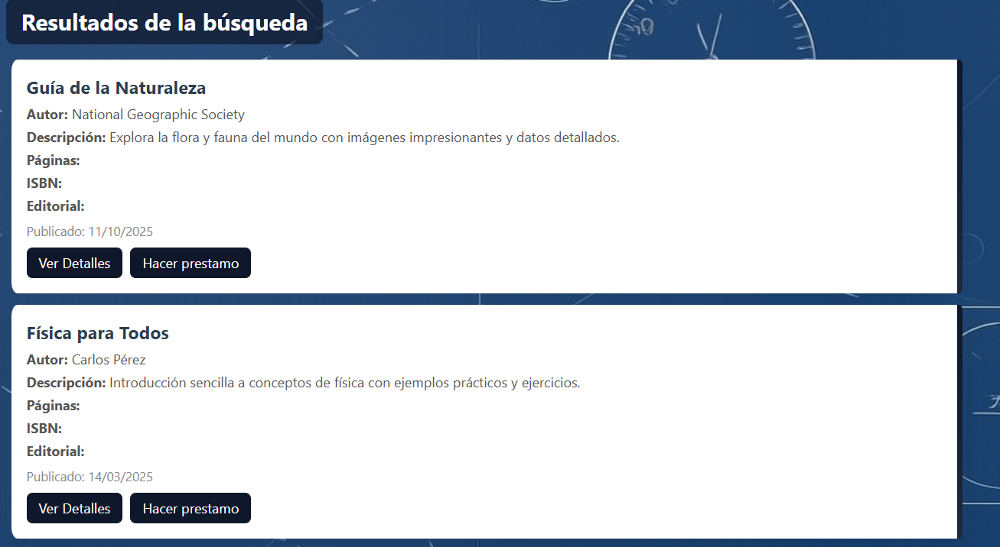 Resultados de la búsqueda
Guía de la Naturaleza
Autor: National Geographic Society
Descripción: Explora la flora y fauna del mundo con imágenes impresionantes y datos detallados.
Páginas:
ISBN:
Editorial:
Publicado: 11/10/2025
Ver Detalles
Hacer prestamo
Física para Todos
Autor: Carlos Pérez
Descripción: Introducción sencilla a conceptos de física con ejemplos prácticos y ejercicios.
Páginas:
ISBN:
Editorial:
Publicado: 14/03/2025
Ver Detalles
Hacer prestamo